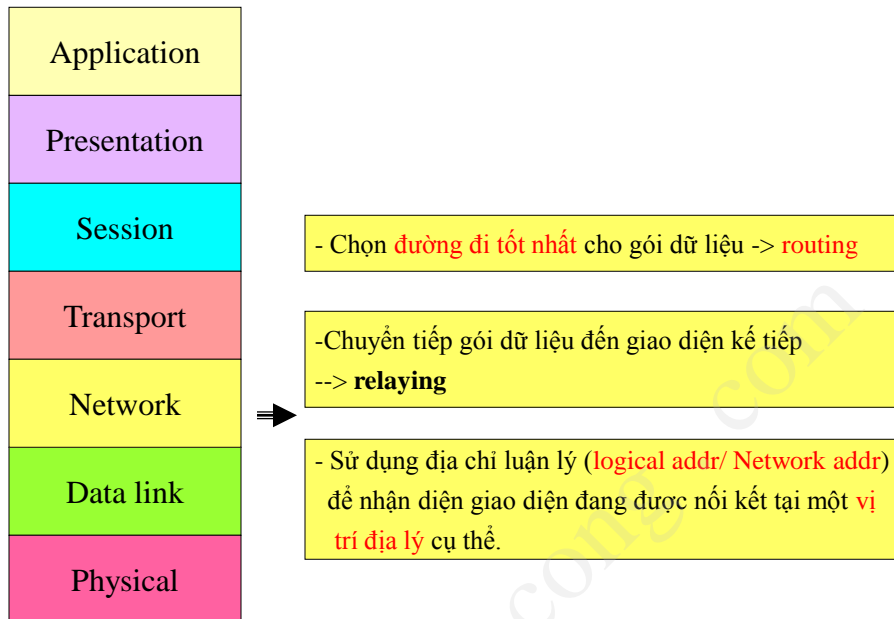 Application
Presentation
Session
Transport
Network
Data link
Physical
- Chọn đường đi tốt nhất cho gói dữ liệu -> routing
-Chuyển tiếp gói dữ liệu đến giao diện kế tiếp
--> relaying
- Sử dụng địa chỉ luận lý (logical addr/ Network addr)
để nhận diện giao diện đang được nối kết tại một vị
trí địa lý cụ thể.
cong . com